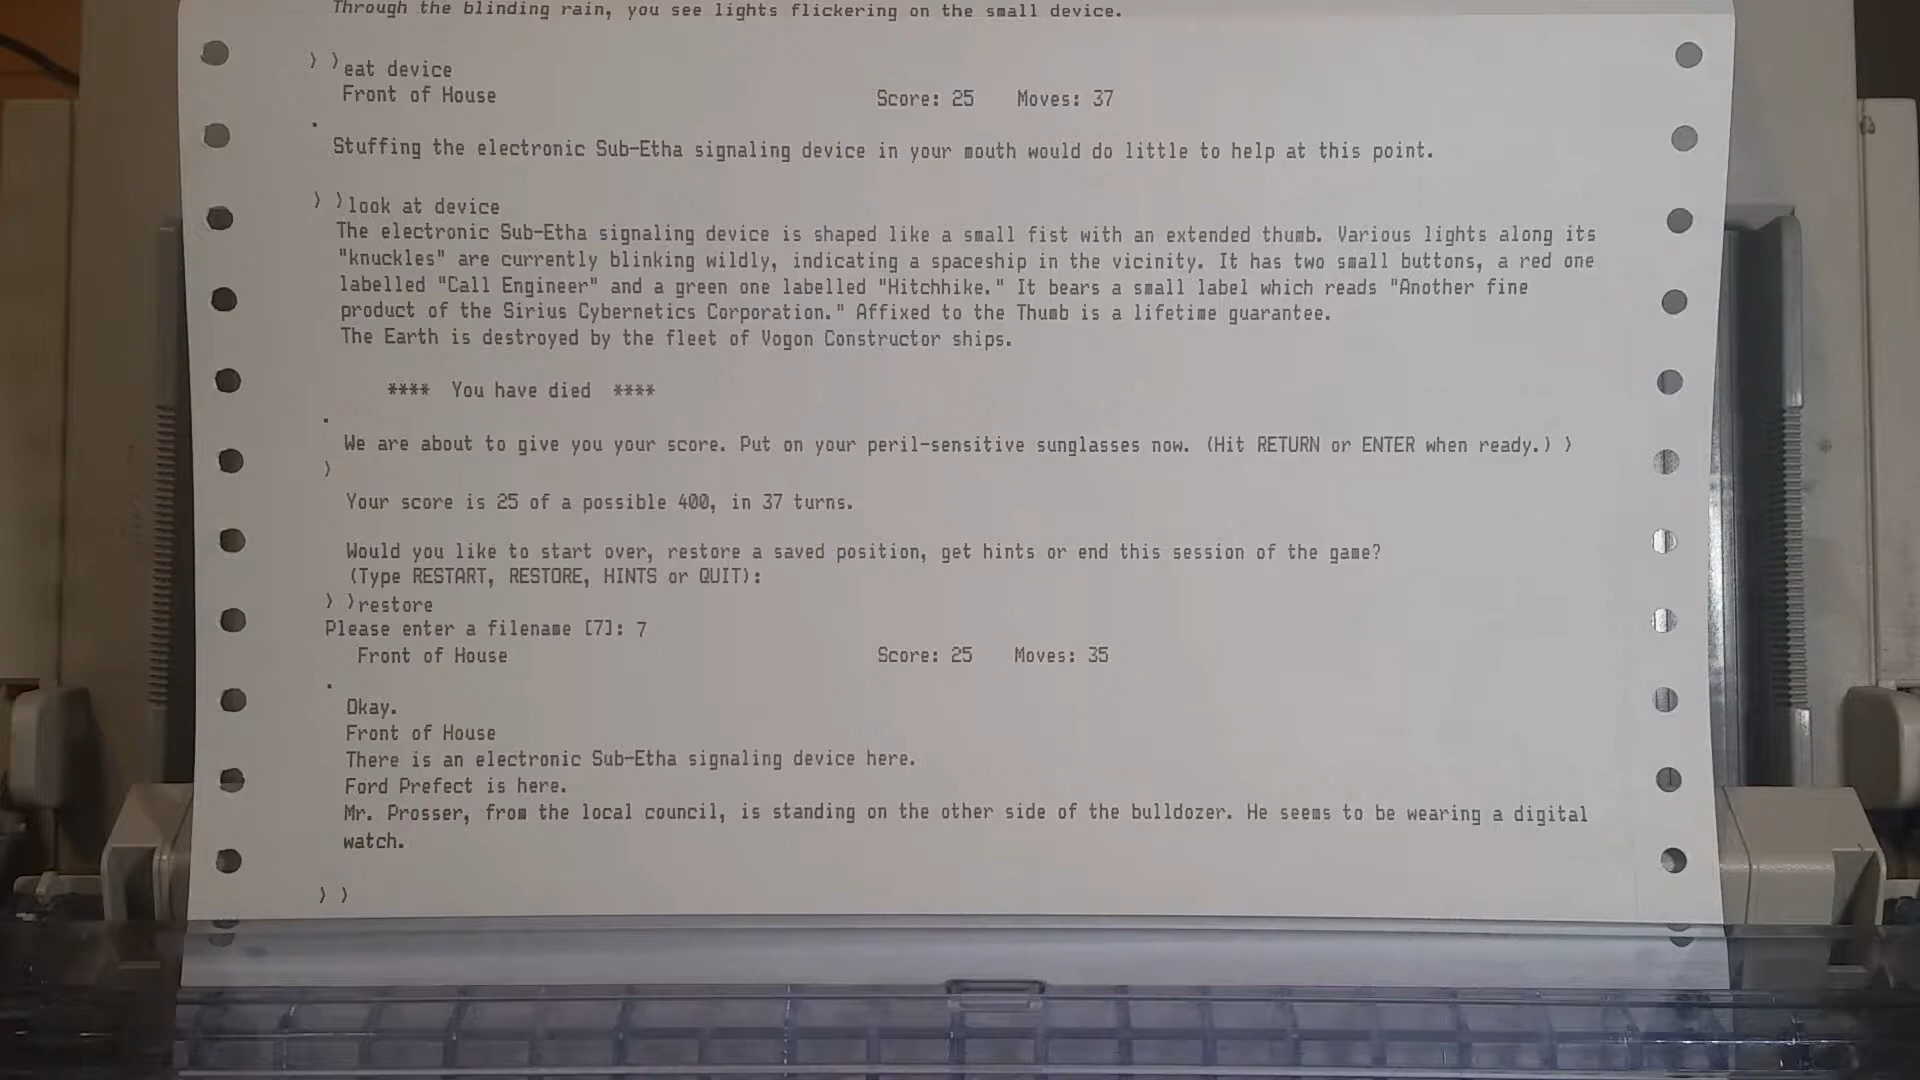 Through the blinding rain, you see lights flickering on the small device.
> >eat device
Front of House Score: 25 Moves: 37
.
Stuffing the electronic Sub-Etha signaling device in your mouth would do little to help at this point.
> >look at device
The electronic Sub-Etha signaling device is shaped like a small fist with an extended thumb. Various lights along its
"knuckles" are currently blinking wildly, indicating a spaceship in the vicinity. It has two small buttons, a red one
labelled "Call Engineer" and a green one labelled "Hitchhike." It bears a small label which reads "Another fine
product of the Sirius Cybernetics Corporation." Affixed to the Thumb is a lifetime guarantee.
The Earth is destroyed by the fleet of Vogon Constructor ships.
**** You have died ****
.
We are about to give you your score. Put on your peril-sensitive sunglasses now. (Hit RETURN or ENTER when ready.) >
>
Your score is 25 of a possible 400, in 37 turns.
Would you like to start over, restore a saved position, get hints or end this session of the game?
(Type RESTART, RESTORE, HINTS or QUIT):
> >restore
Please enter a filename [7]: 7
Front of House Score: 25 Moves: 35
.
Okay.
Front of House
There is an electronic Sub-Etha signaling device here.
Ford Prefect is here.
Mr. Prosser, from the local council, is standing on the other side of the bulldozer. He seems to be wearing a digital
watch.
> >